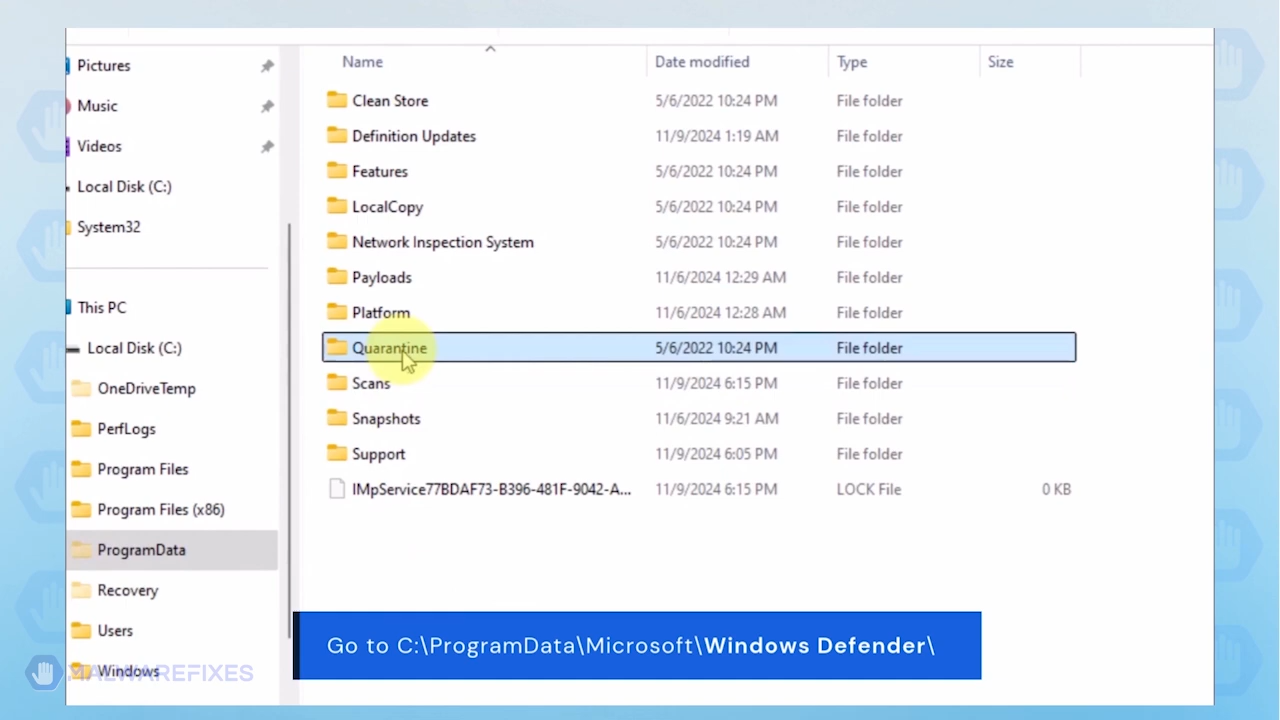 Name Date modified Type Size
Pictures
Music
Videos
Local Disk (C:)
System32
This PC
Local Disk (C:)
OneDriveTemp
PerfLogs
Program Files
Program Files (x86)
ProgramData
Recovery
Users
Windows
Clean Store 5/6/2022 10:24 PM File folder
Definition Updates 11/9/2024 1:19 AM File folder
Features 5/6/2022 10:24 PM File folder
LocalCopy 5/6/2022 10:24 PM File folder
Network Inspection System 5/6/2022 10:24 PM File folder
Payloads 11/6/2024 12:29 AM File folder
Platform 11/6/2024 12:28 AM File folder
Quarantine 5/6/2022 10:24 PM File folder
Scans 11/9/2024 6:15 PM File folder
Snapshots 11/6/2024 9:21 AM File folder
Support 11/9/2024 6:05 PM File folder
IMpService77BDAF73-B396-481F-9042-A... 11/9/2024 6:15 PM LOCK File 0 KB
Go to C:\ProgramData\Microsoft\Windows Defender\
MALWAREFIXES